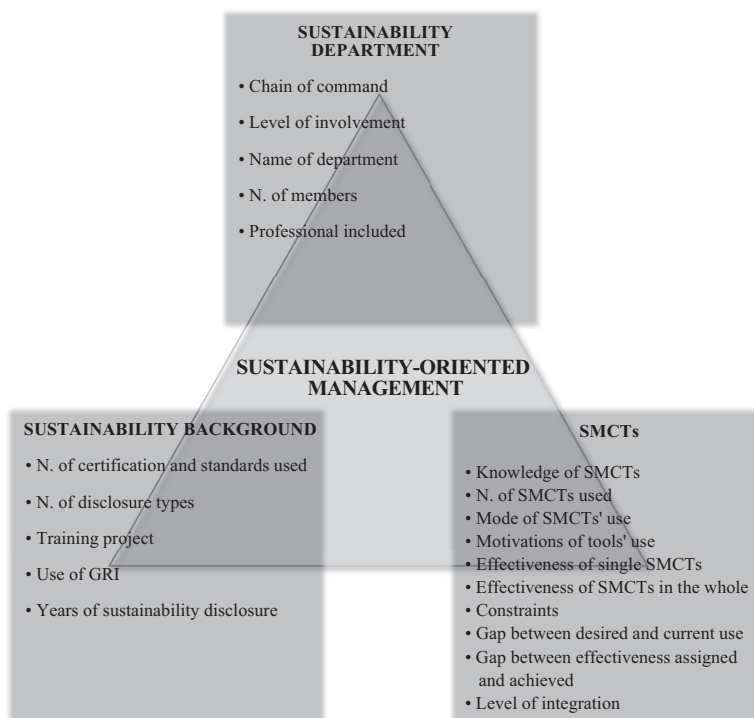 SUSTAINABILITY
DEPARTMENT
• Chain of command
• Level of involvement
• Name of department
• N. of members
• Professional included
SUSTAINABILITY-ORIENTED
MANAGEMENT
SUSTAINABILITY BACKGROUND
• N. of certification and standards used
• N. of disclosure types
• Training project
• Use of GRI
• Years of sustainability disclosure
SMCTs
• Knowledge of SMCTs
• N. of SMCTs used
• Mode of SMCTs' use
• Motivations of tools' use
• Effectiveness of single SMCTs
• Effectiveness of SMCTs in the whole
• Constraints
• Gap between desired and current use
• Gap between effectiveness assigned
and achieved
• Level of integration